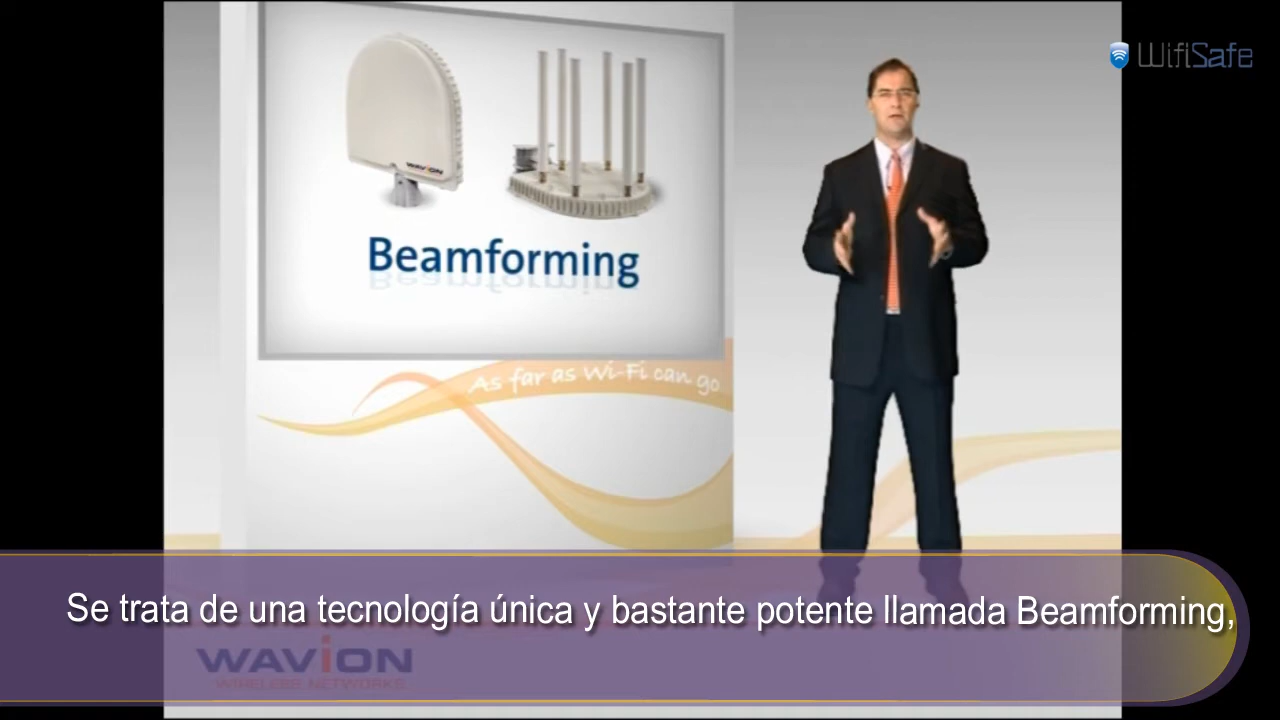 WifiSafe
WAVION
Beamforming
As far as Wi-Fi can go
Se trata de una tecnología única y bastante potente llamada Beamforming,
WAVION
WIRELESS NETWORKS